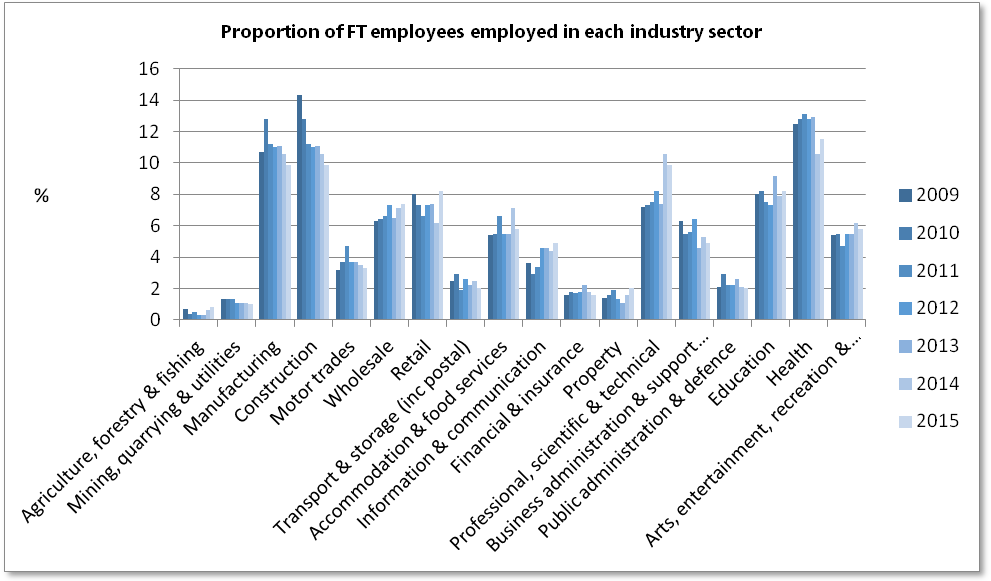 Proportion of FT employees employed in each industry sector
16
14
12
10
8
6
4
2
0
%
Agriculture, forestry & fishing
Mining, quarrying & utilities
Manufacturing
Construction
Motor trades
Wholesale
Retail
Transport & storage (inc postal)
Accommodation & food services
Information & communication
Financial & insurance
Property
Professional, scientific & technical
Business administration & support...
Public administration & defence
Education
Health
Arts, entertainment, recreation &...
2009
2010
2011
2012
2013
2014
2015